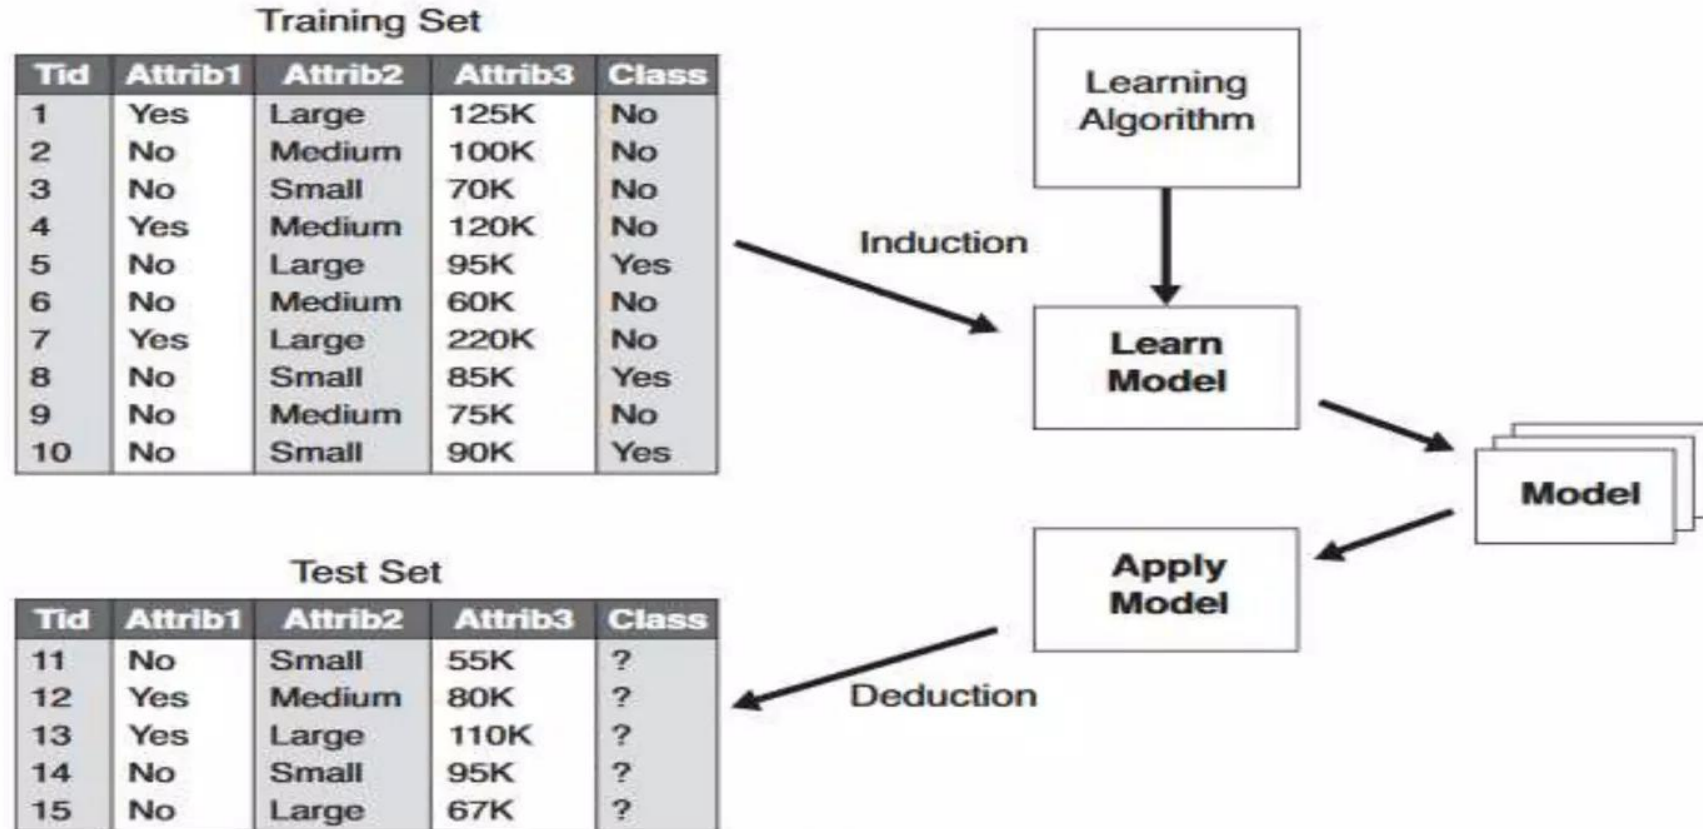 Training Set
Tid Attrib1 Attrib2 Attrib3 Class
1 Yes Large 125K No
2 No Medium 100K No
3 No Small 70K No
4 Yes Medium 120K No
5 No Large 95K Yes
6 No Medium 60K No
7 Yes Large 220K No
8 No Small 85K Yes
9 No Medium 75K No
10 No Small 90K Yes
Learning
Algorithm
Induction
Learn
Model
Model
Apply
Model
Deduction
Test Set
Tid Attrib1 Attrib2 Attrib3 Class
11 No Small 55K ?
12 Yes Medium 80K ?
13 Yes Large 110K ?
14 No Small 95K ?
15 No Large 67K ?